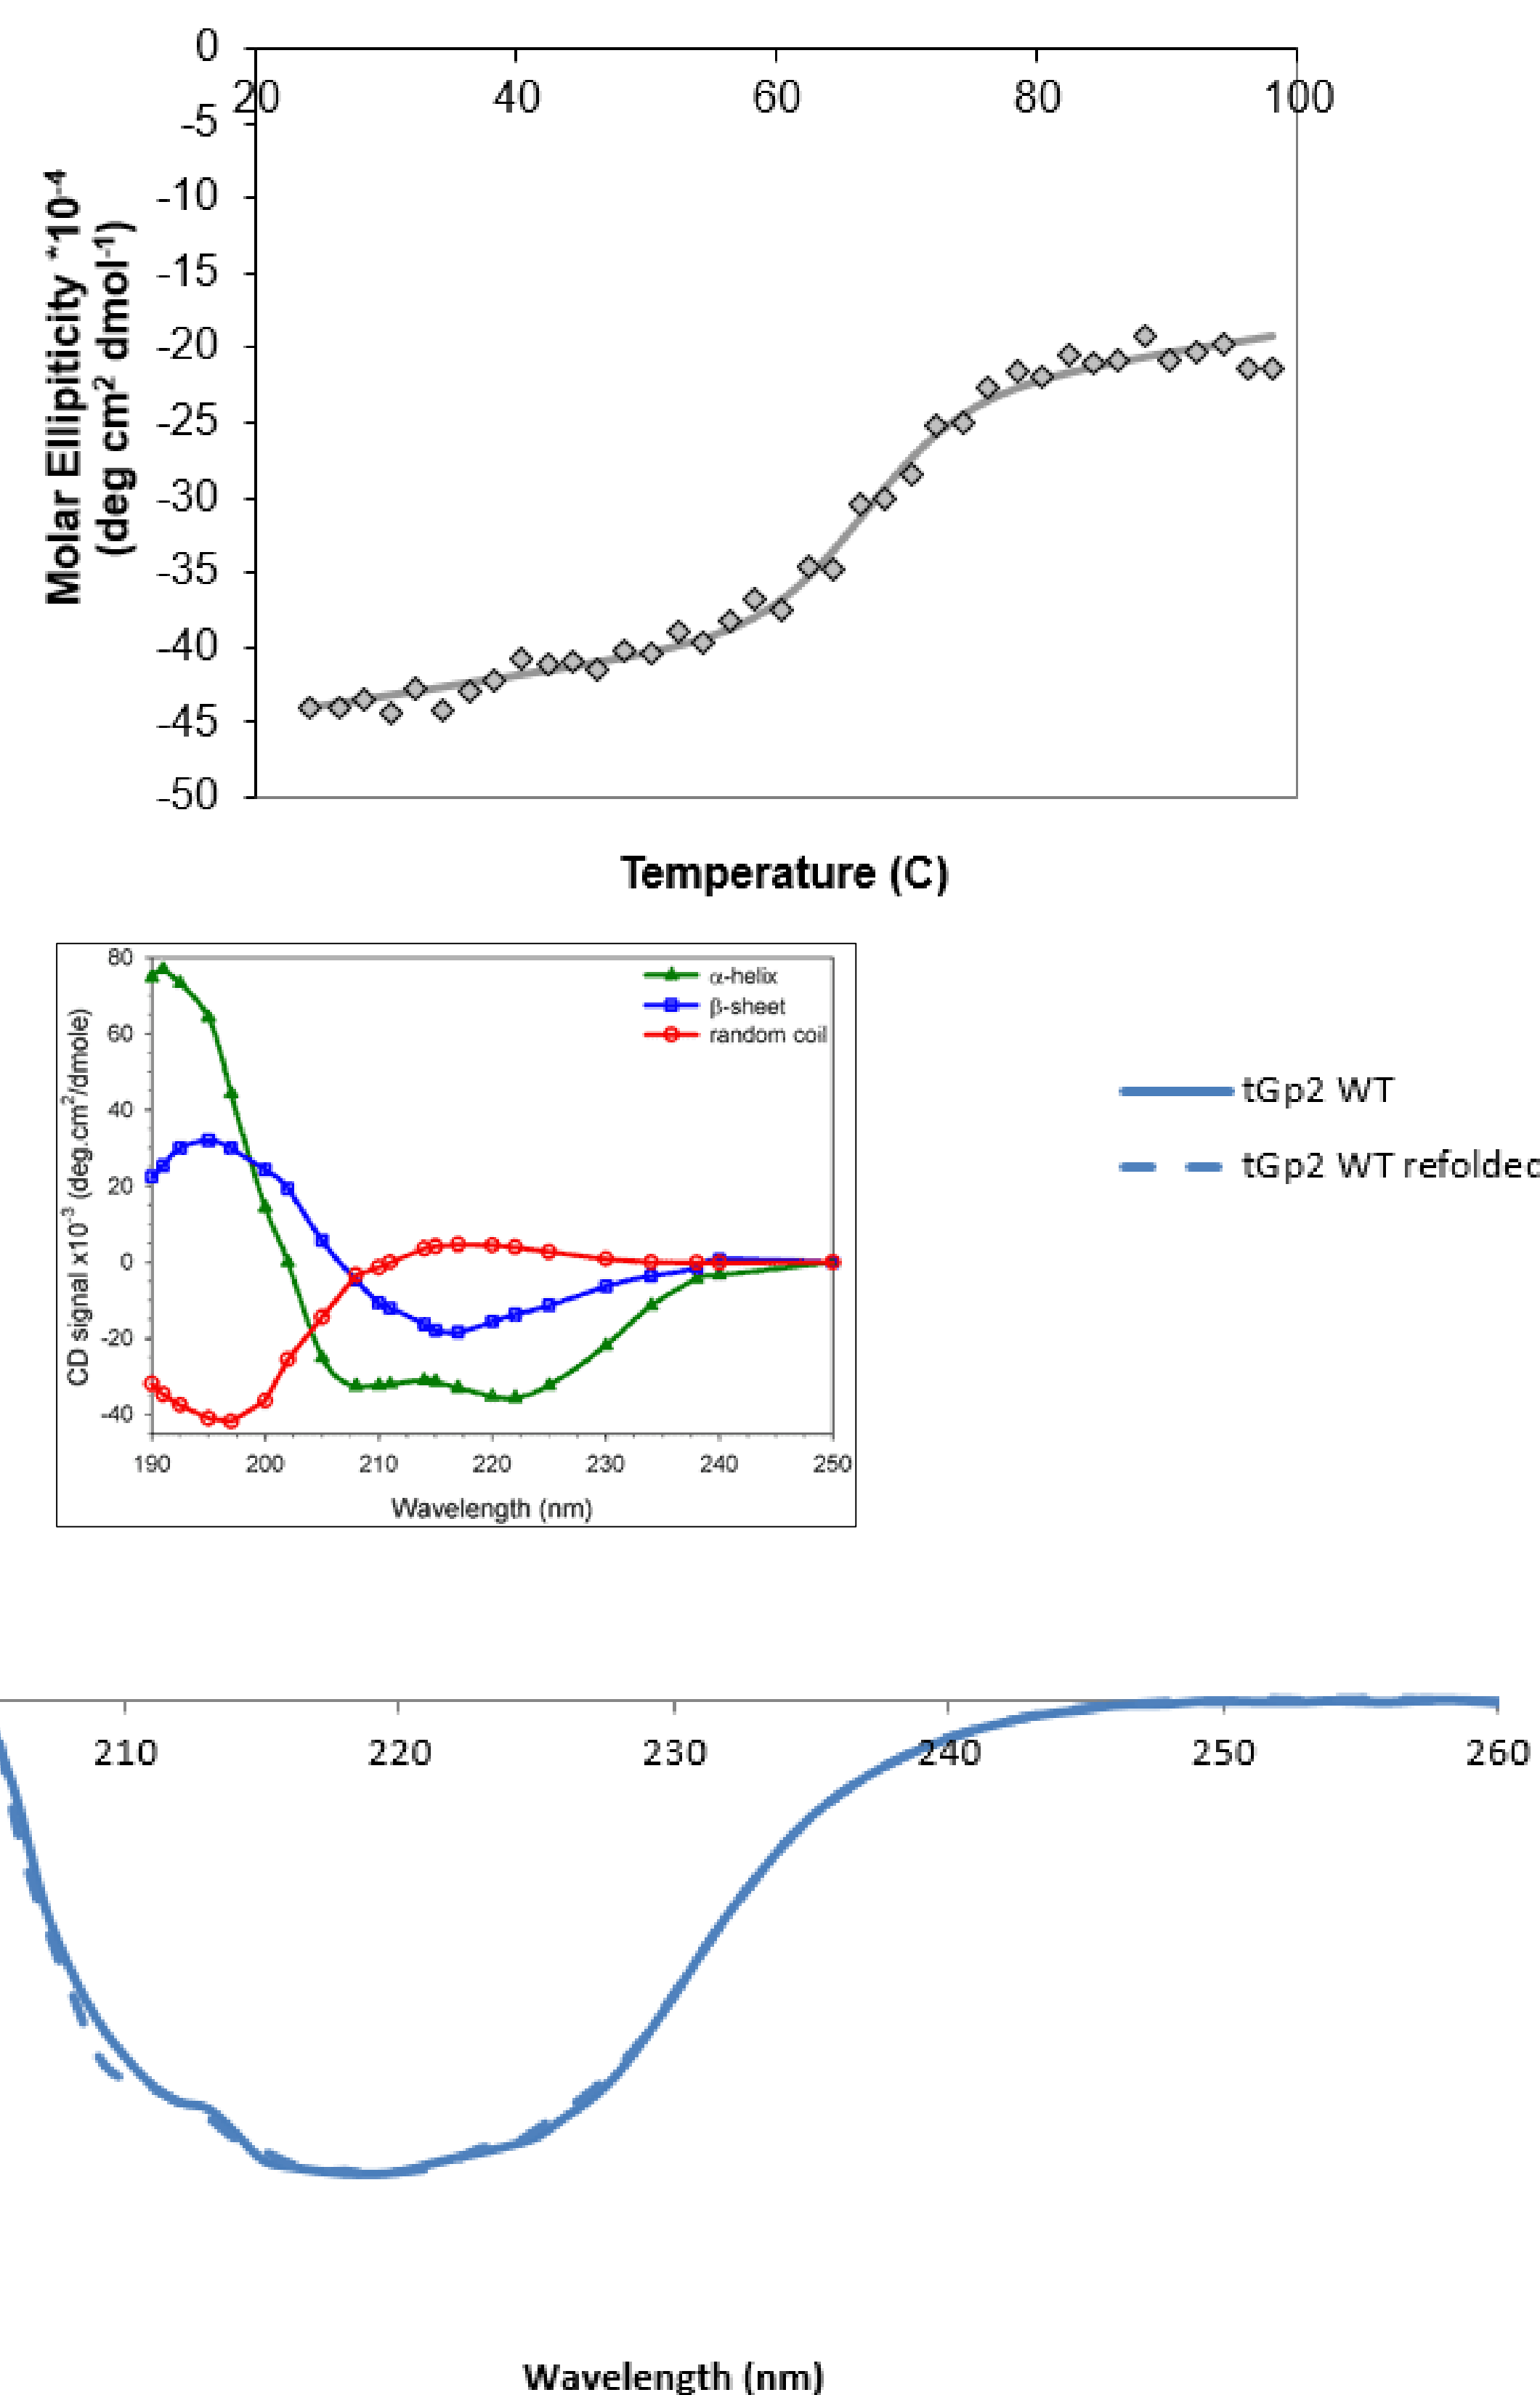 0
20 40 60 80 100
-5
-10
-15
-20
-25
-30
-35
-40
-45
-50
Molar Ellipiticity *10-4
(deg cm2 dmol-1)
Temperature (C)
80
60
40
20
0
-20
-40
CD signal x10-3 (deg.cm2/dmole)
α-helix
β-sheet
random coil
190 200 210 220 230 240 250
Wavelength (nm)
tGp2 WT
tGp2 WT refolded
210 220 230 240 250 260
Wavelength (nm)